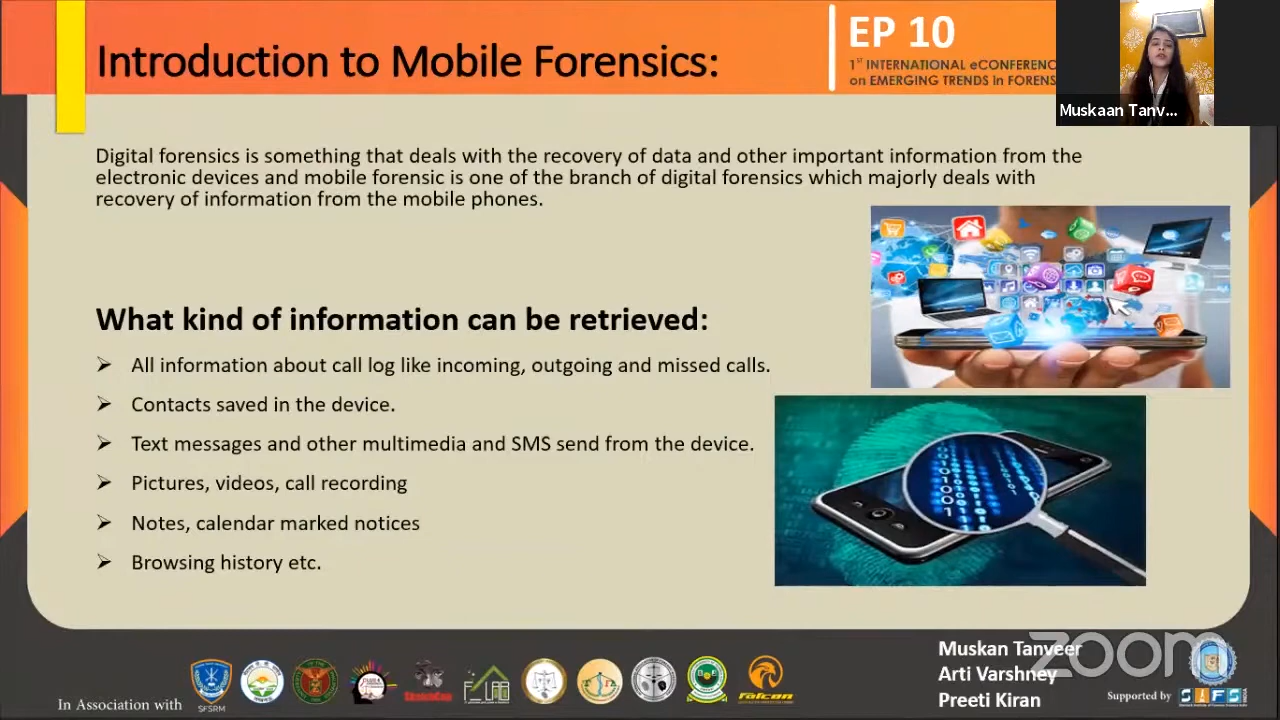 Introduction to Mobile Forensics:
EP 10
1st INTERNATIONAL eCONFERENC
on EMERGING TRENDS in FORENS
Muskaan Tanv...
Digital forensics is something that deals with the recovery of data and other important information from the
electronic devices and mobile forensic is one of the branch of digital forensics which majorly deals with
recovery of information from the mobile phones.
What kind of information can be retrieved:
➢ All information about call log like incoming, outgoing and missed calls.
➢ Contacts saved in the device.
➢ Text messages and other multimedia and SMS send from the device.
➢ Pictures, videos, call recording
➢ Notes, calendar marked notices
➢ Browsing history etc.
In Association with
SFSRM
Falcon
Muskan Tanveer
Arti Varshney
Preeti Kiran
zoom
Supported by
SIFS
INDIA